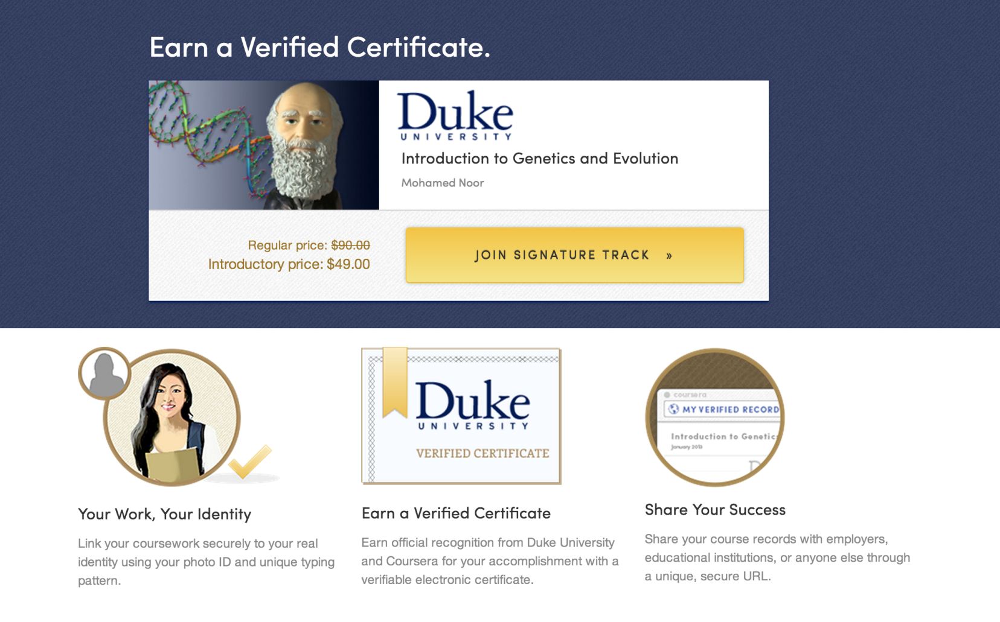 Earn a Verified Certificate.
Duke
UNIVERSITY
Introduction to Genetics and Evolution
Mohamed Noor
Regular price: $90.00
Introductory price: $49.00
JOIN SIGNATURE TRACK »
Duke
UNIVERSITY
VERIFIED CERTIFICATE
coursera
MY VERIFIED RECORD
Introduction to Genetics
January 2013
D
Your Work, Your Identity
Link your coursework securely to your real
identity using your photo ID and unique typing
pattern.
Earn a Verified Certificate
Earn official recognition from Duke University
and Coursera for your accomplishment with a
verifiable electronic certificate.
Share Your Success
Share your course records with employers,
educational institutions, or anyone else through
a unique, secure URL.